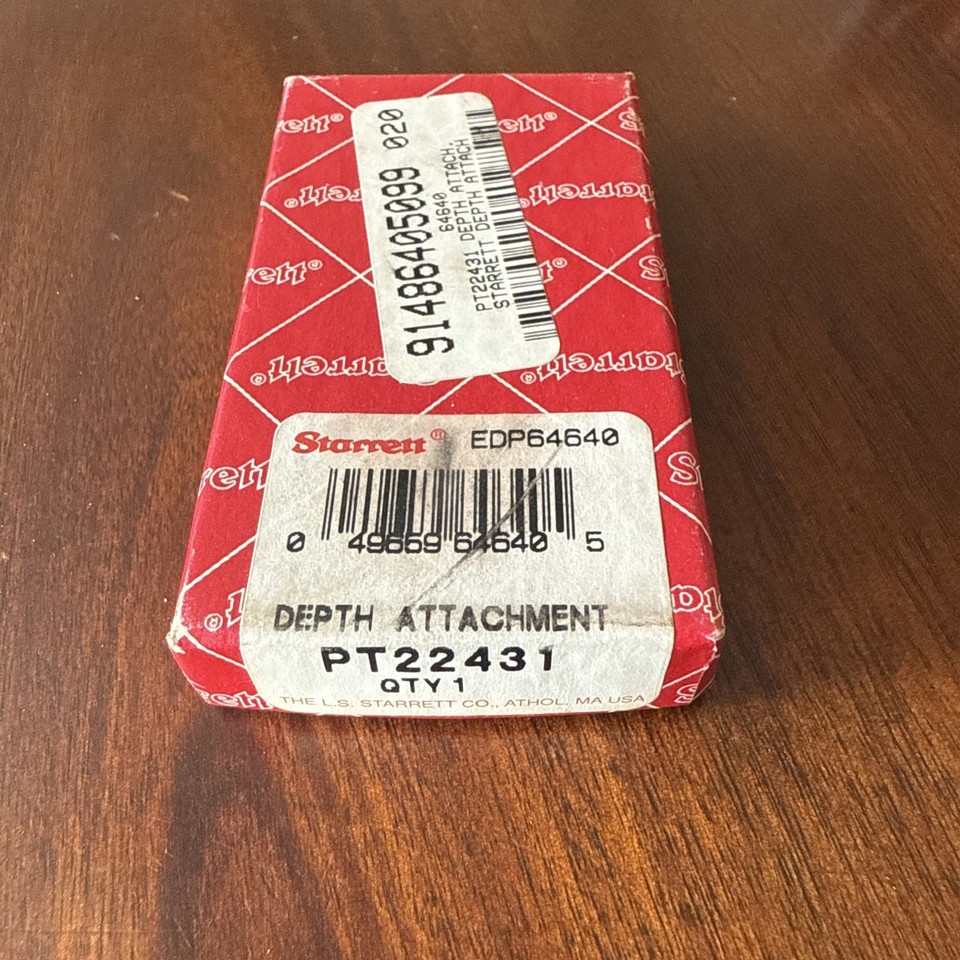 91486405099 020
64640
PT22431 DEPTH ATTACH.
STARRETT DEPTH ATTACH
Starrett® EDP64640
0 49659 64640 5
DEPTH ATTACHMENT
PT22431
QTY 1
THE L.S. STARRETT CO., ATHOL, MA USA